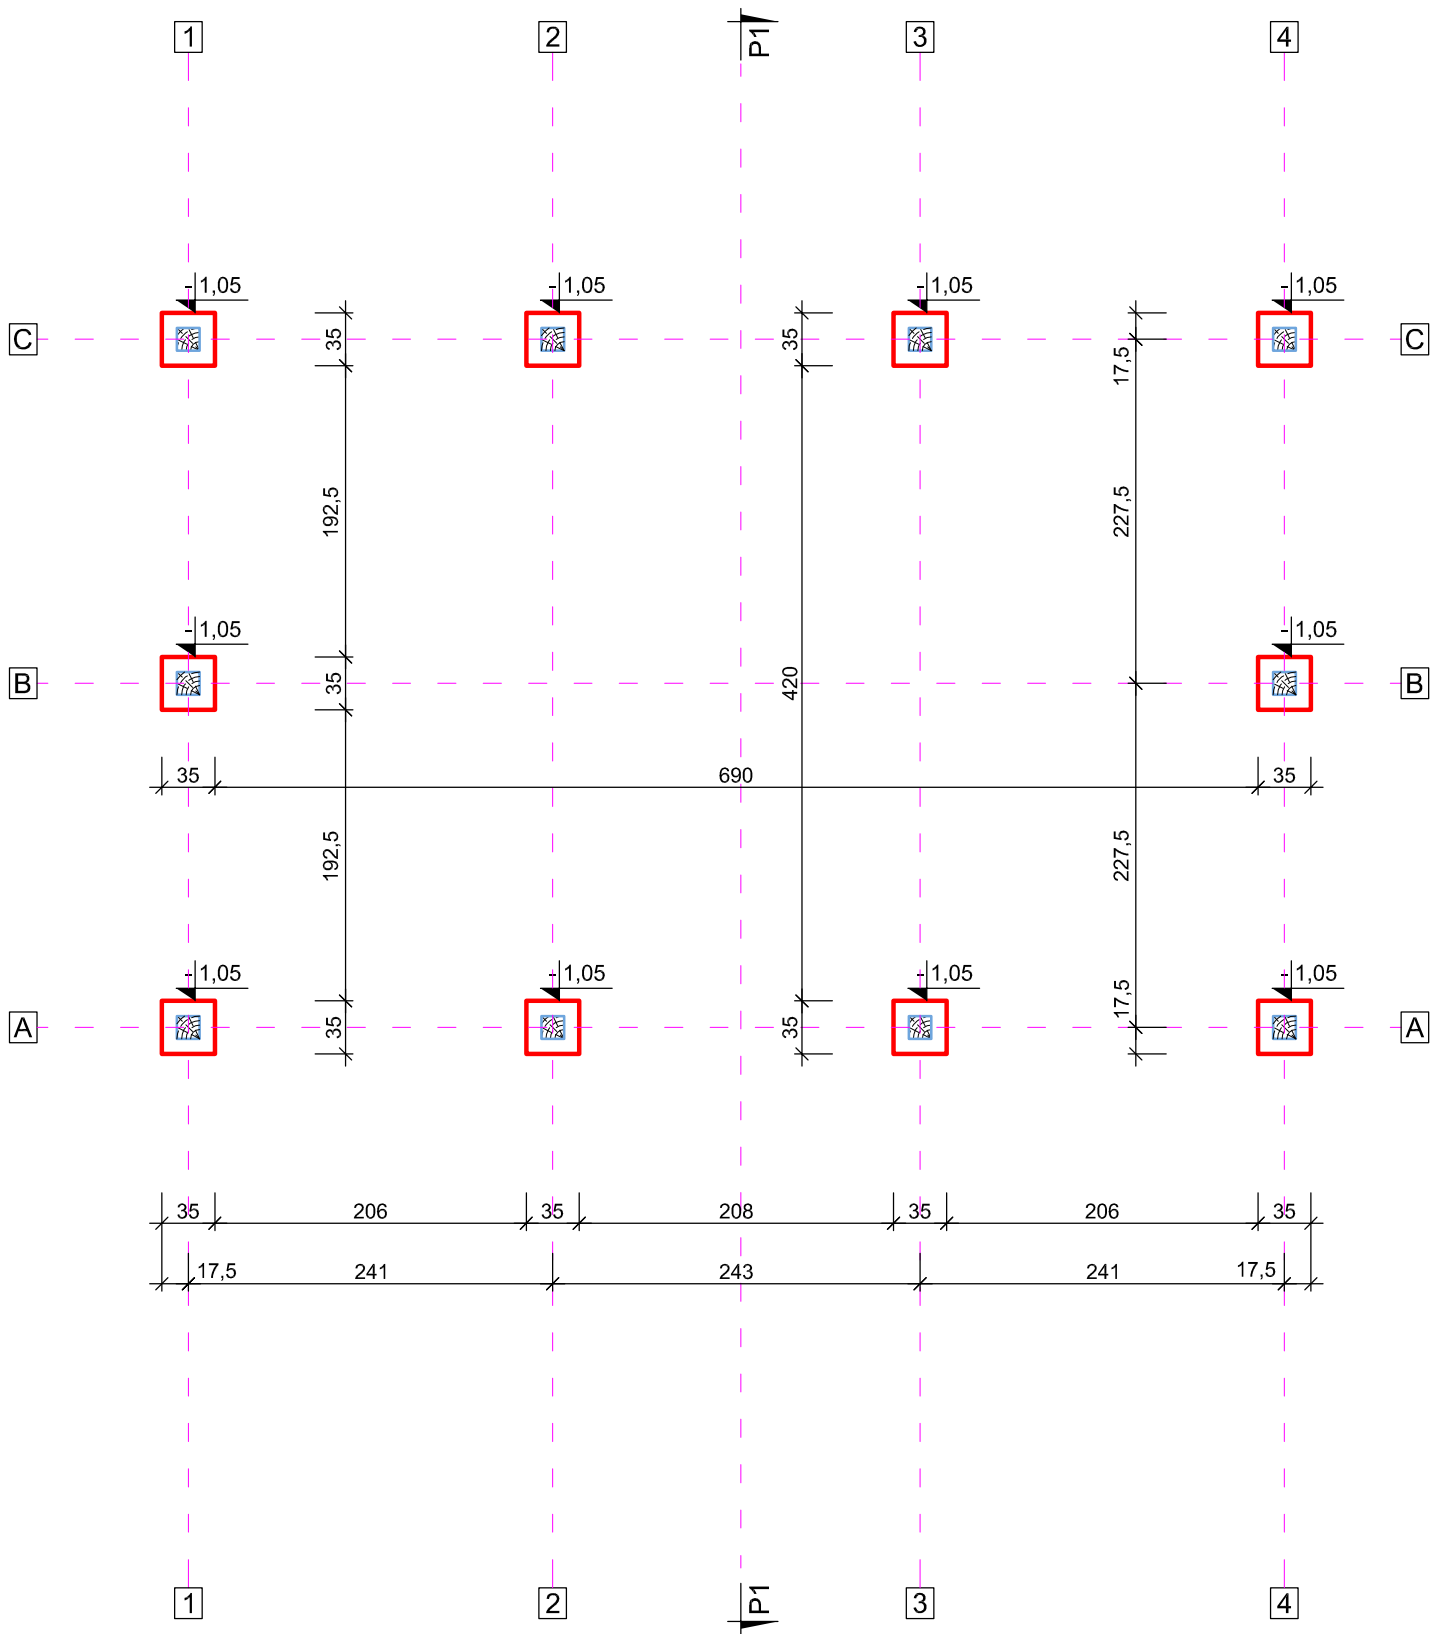 1 2 P1 3 4
-1,05 -1,05 -1,05 -1,05
C 35 35 17,5 C
192,5 227,5
-1,05 -1,05
B 35 420 B
35 690 35
192,5 227,5
-1,05 -1,05 -1,05 -1,05
A 35 35 17,5 A
35 206 35 208 35 206 35
17,5 241 243 241 17,5
1 2 P1 3 4